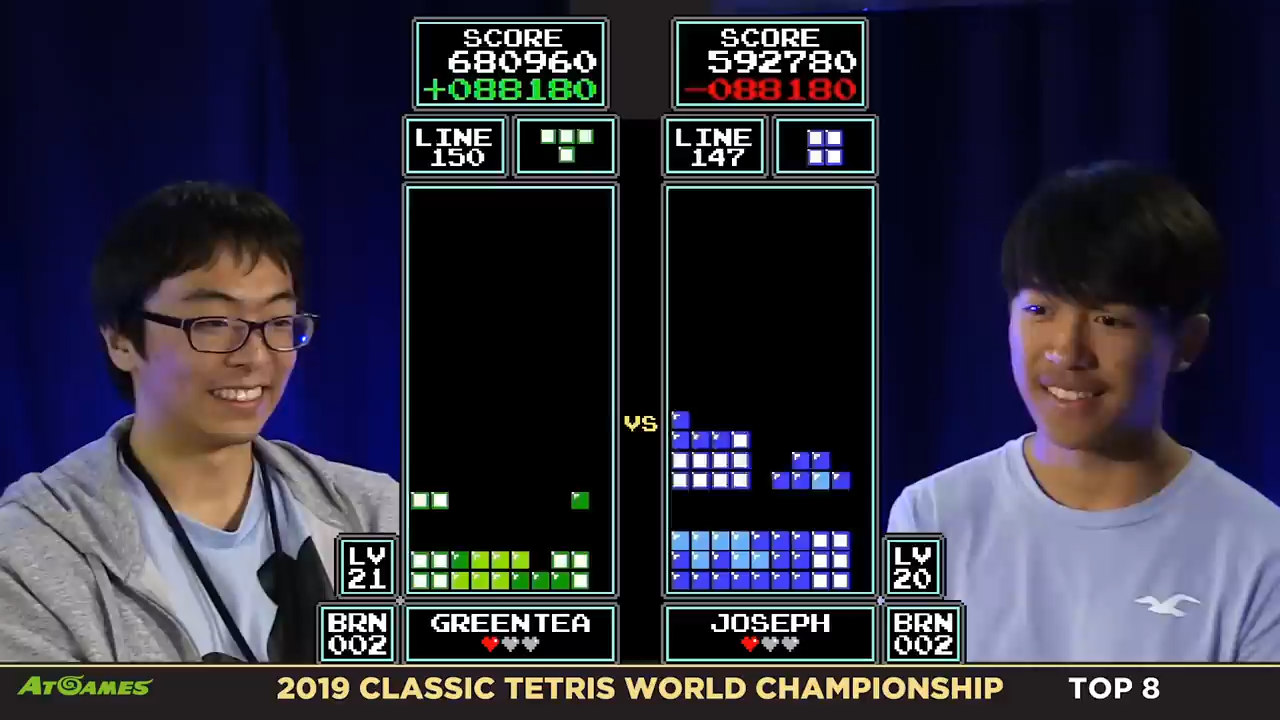 SCORE
680960
+088180
LINE
150
SCORE
592780
-088180
LINE
147
VS
LV
21
BRN
002
GREENTEA
LV
20
JOSEPH
BRN
002
ATGAMES
2019 CLASSIC TETRIS WORLD CHAMPIONSHIP
TOP 8